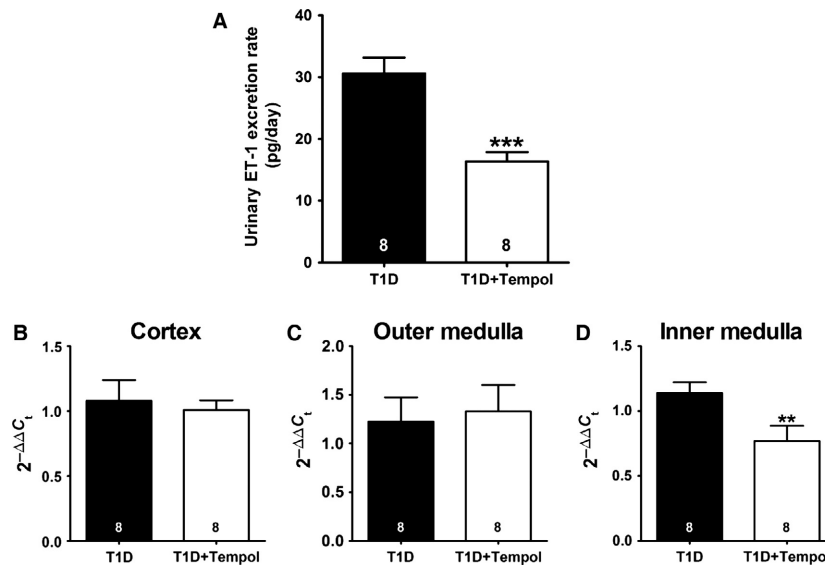 A
Urinary ET-1 excretion rate
(pg/day)
40
30
20
10
0
***
8
8
T1D
T1D+Tempol
B
Cortex
2^−ΔΔCt
1.5
1.0
0.5
0.0
8
8
T1D
T1D+Tempol
C
Outer medulla
2^−ΔΔCt
2.0
1.5
1.0
0.5
0.0
8
8
T1D
T1D+Tempol
D
Inner medulla
2^−ΔΔCt
1.5
1.0
0.5
0.0
**
8
8
T1D
T1D+Tempol